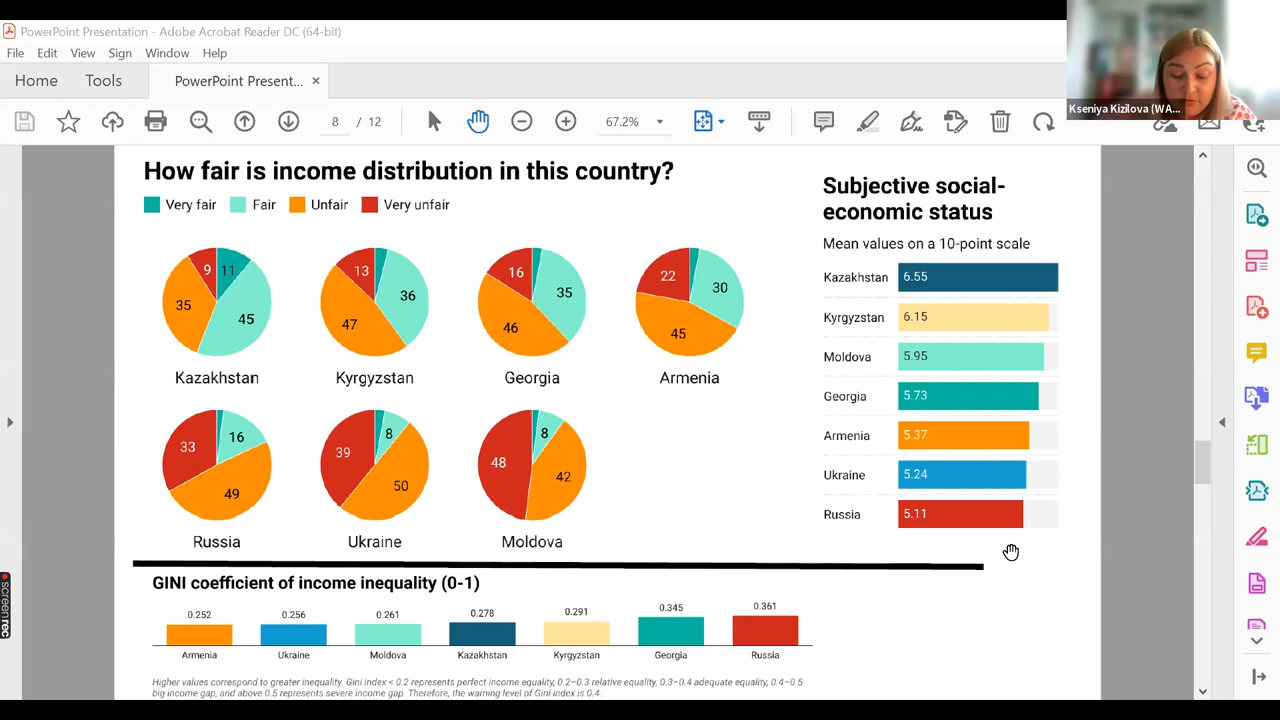 PowerPoint Presentation - Adobe Acrobat Reader DC (64-bit)
File Edit View Sign Window Help
Home Tools PowerPoint Present... ×
8 / 12 67.2%
Kseniya Kizilova (WA...
How fair is income distribution in this country?
Very fair Fair Unfair Very unfair
9 11 35 45
Kazakhstan
13 36 47
Kyrgyzstan
16 35 46
Georgia
22 30 45
Armenia
33 16 49
Russia
39 8 50
Ukraine
48 8 42
Moldova
Subjective social-
economic status
Mean values on a 10-point scale
Kazakhstan 6.55
Kyrgyzstan 6.15
Moldova 5.95
Georgia 5.73
Armenia 5.37
Ukraine 5.24
Russia 5.11
GINI coefficient of income inequality (0-1)
0.252 0.256 0.261 0.278 0.291 0.345 0.361
Armenia Ukraine Moldova Kazakhstan Kyrgyzstan Georgia Russia
Higher values correspond to greater inequality. Gini index < 0.2 represents perfect income equality, 0.2–0.3 relative equality, 0.3–0.4 adequate equality, 0.4–0.5
big income gap, and above 0.5 represents severe income gap. Therefore, the warning level of Gini index is 0.4.
screenrec